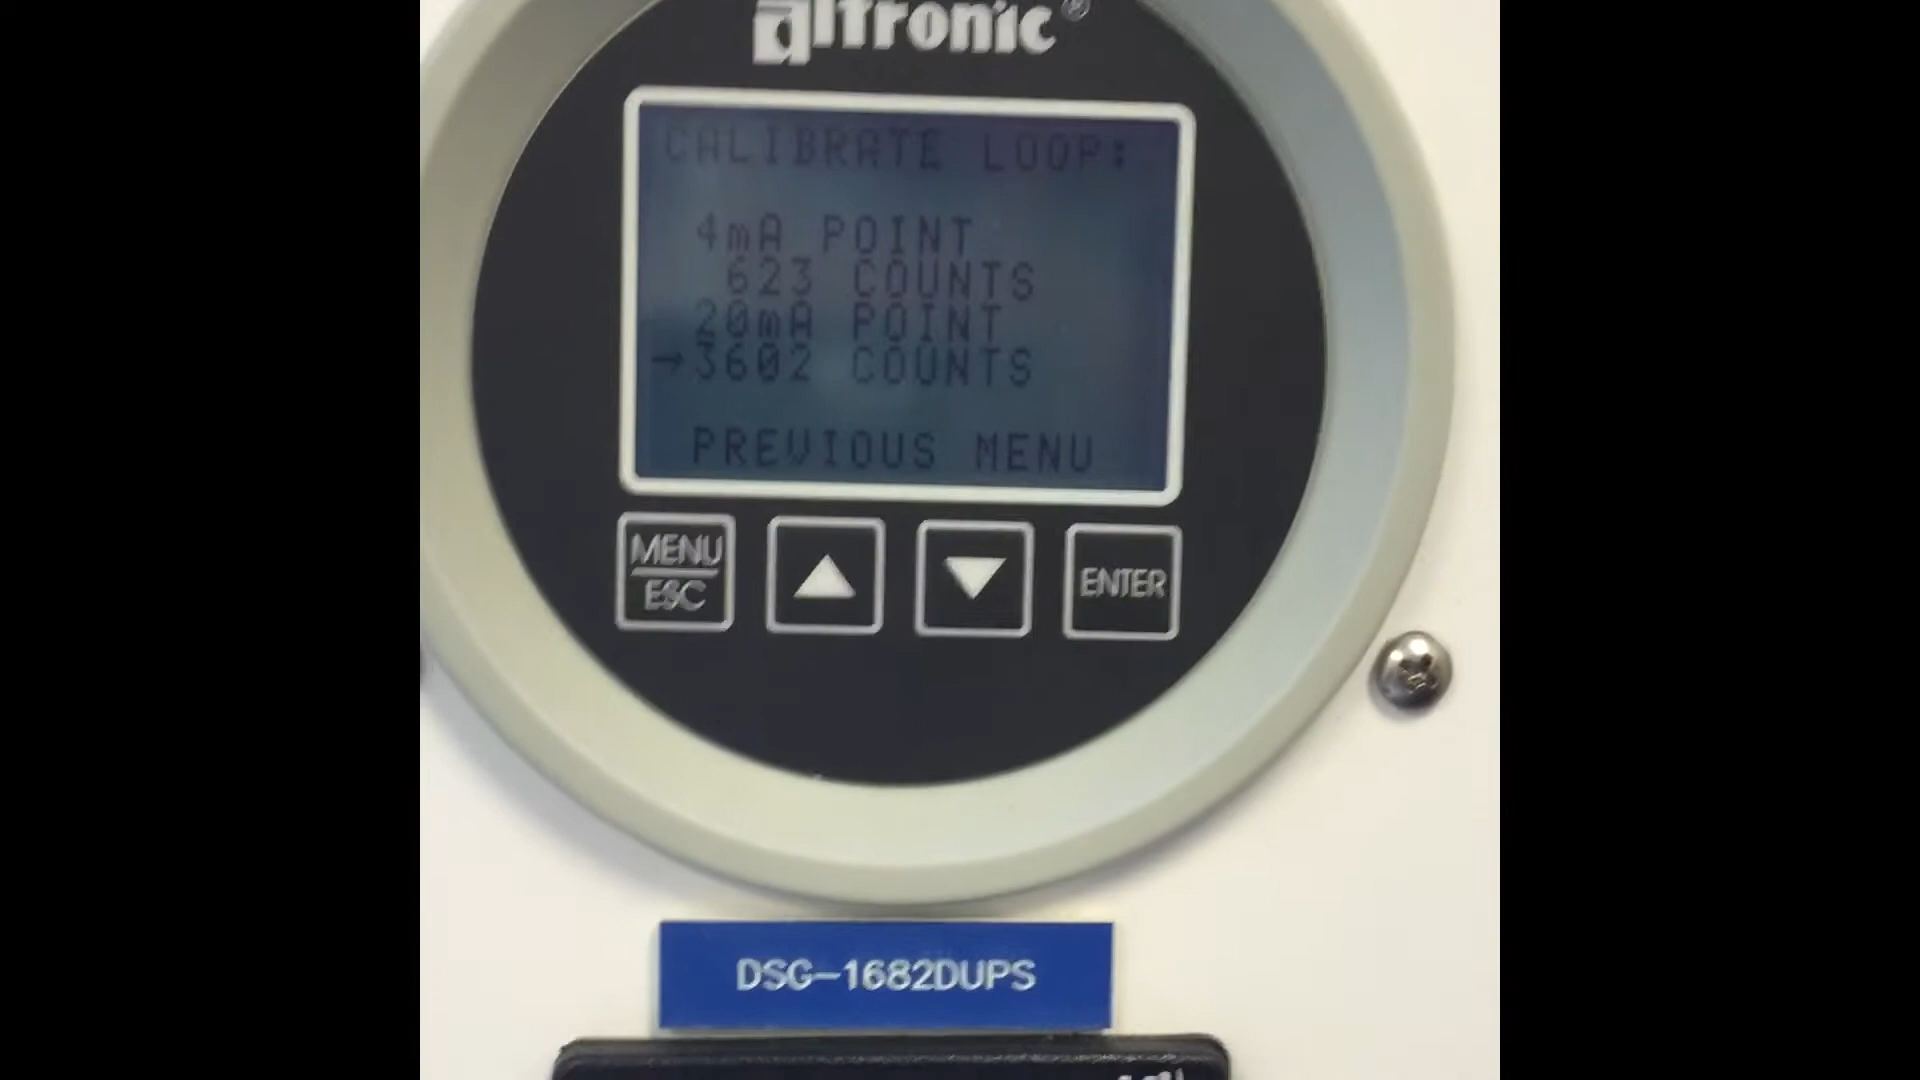 altronic®
CALIBRATE LOOP:
4mA POINT
623 COUNTS
20mA POINT
→3602 COUNTS
PREVIOUS MENU
MENU
ESC
ENTER
DSG-1682DUPS